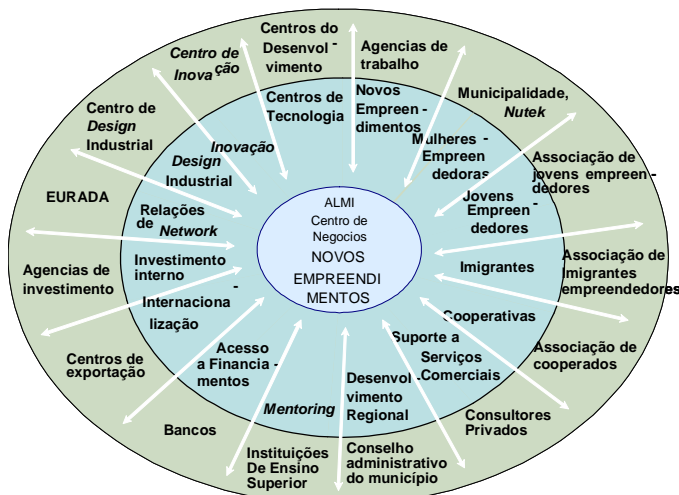 Centros do
Desenvol -
vimento
Agencias de
trabalho
Centro de
Inovação
Municipalidade,
Nutek
Centro de
Design
Industrial
Associação de
jovens empreen -
dedores
EURADA
Associação de
Imigrantes
empreendedores
Agencias de
investimento
Associação de
cooperados
Centros de
exportação
Consultores
Privados
Bancos
Instituições
De Ensino
Superior
Conselho
administrativo
do município
Centros de
Tecnologia
Novos
Empreen -
dimentos
Inovação
Mulheres -
Empreen
dedoras
Design
Industrial
Jovens
Empreen -
dedores
Relações
de Network
Imigrantes
Investimento
interno
Internaciona -
lização
Cooperativas
Acesso
a Financia -
mentos
Suporte a
Serviços
Comerciais
Mentoring
Desenvol -
vimento
Regional
ALMI
Centro de
Negocios
NOVOS
EMPREENDI
MENTOS